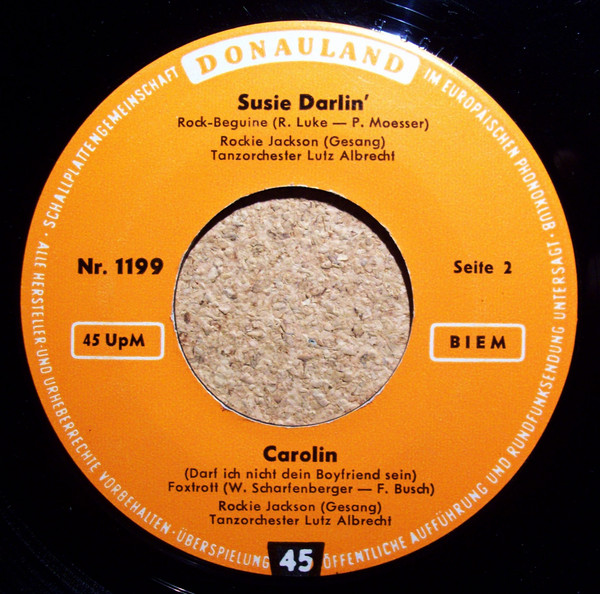 DONAULAND
SCHALLPLATTENGEMEINSCHAFT
IM EUROPÄISCHEN PHONOKLUB ·
Susie Darlin'
Rock-Beguine (R. Luke — P. Moesser)
Rockie Jackson (Gesang)
Tanzorchester Lutz Albrecht
Nr. 1199
Seite 2
45 UpM
BIEM
Carolin
(Darf ich nicht dein Boyfriend sein)
Foxtrott (W. Scharfenberger — F. Busch)
Rockie Jackson (Gesang)
Tanzorchester Lutz Albrecht
· ALLE HERSTELLER-UND URHEBERRECHTE VORBEHALTEN · ÜBERSPIELUNG
45
ÖFFENTLICHE AUFFÜHRUNG UND RUNDFUNKSENDUNG UNTERSAGT ·